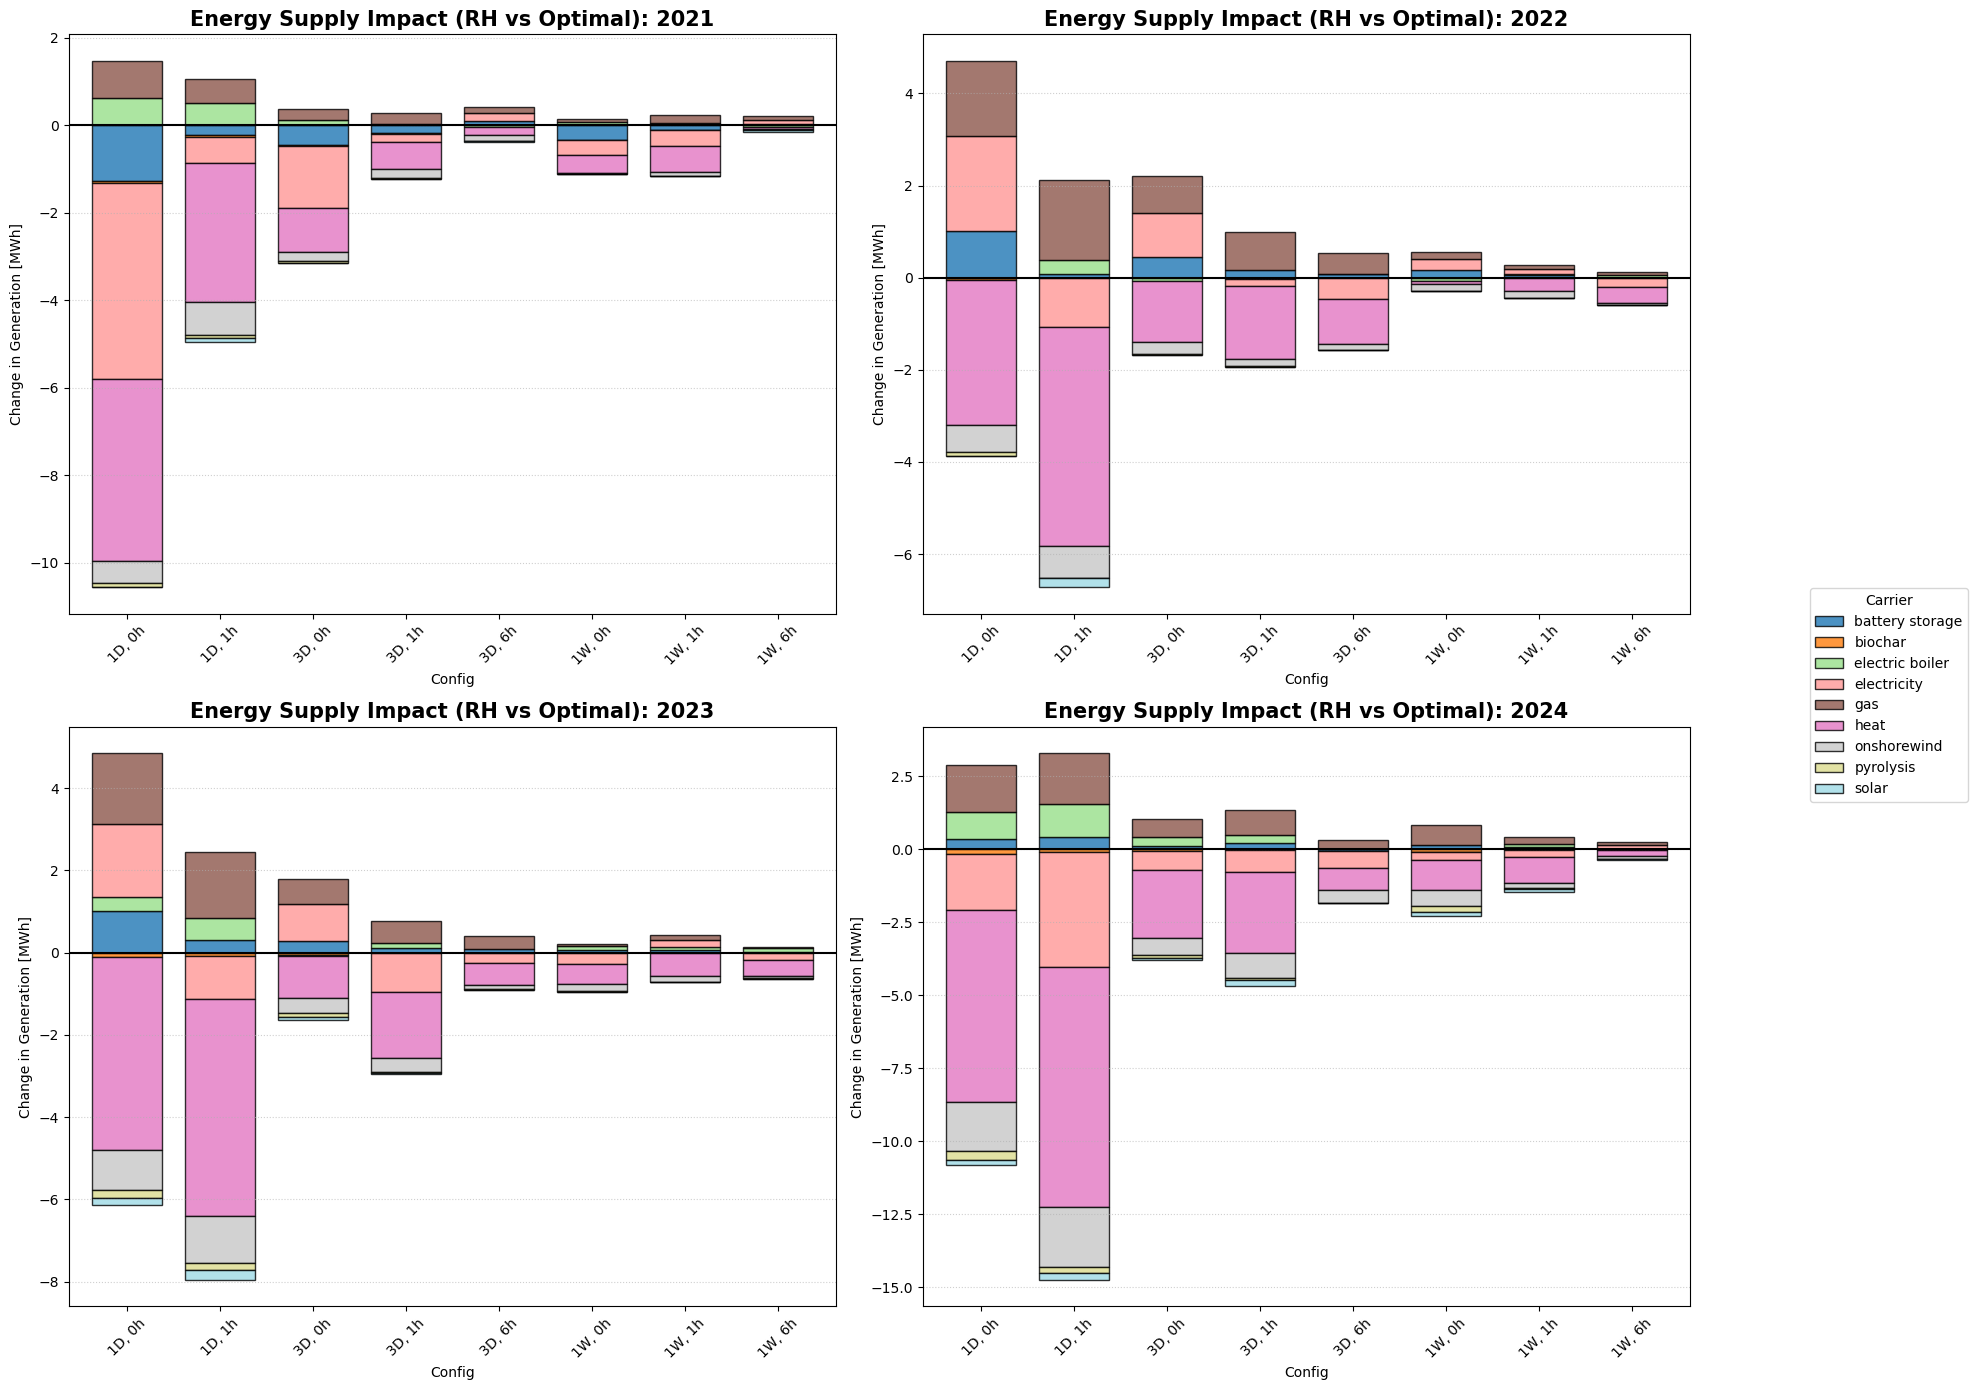 Energy Supply Impact (RH vs Optimal): 2021
Change in Generation [MWh]
2
0
−2
−4
−6
−8
−10
1D, 0h
1D, 1h
3D, 0h
3D, 1h
3D, 6h
1W, 0h
1W, 1h
1W, 6h
Config
Energy Supply Impact (RH vs Optimal): 2022
Change in Generation [MWh]
4
2
0
−2
−4
−6
1D, 0h
1D, 1h
3D, 0h
3D, 1h
3D, 6h
1W, 0h
1W, 1h
1W, 6h
Config
Carrier
battery storage
biochar
electric boiler
electricity
gas
heat
onshorewind
pyrolysis
solar
Energy Supply Impact (RH vs Optimal): 2023
Change in Generation [MWh]
4
2
0
−2
−4
−6
−8
1D, 0h
1D, 1h
3D, 0h
3D, 1h
3D, 6h
1W, 0h
1W, 1h
1W, 6h
Config
Energy Supply Impact (RH vs Optimal): 2024
Change in Generation [MWh]
2.5
0.0
−2.5
−5.0
−7.5
−10.0
−12.5
−15.0
1D, 0h
1D, 1h
3D, 0h
3D, 1h
3D, 6h
1W, 0h
1W, 1h
1W, 6h
Config